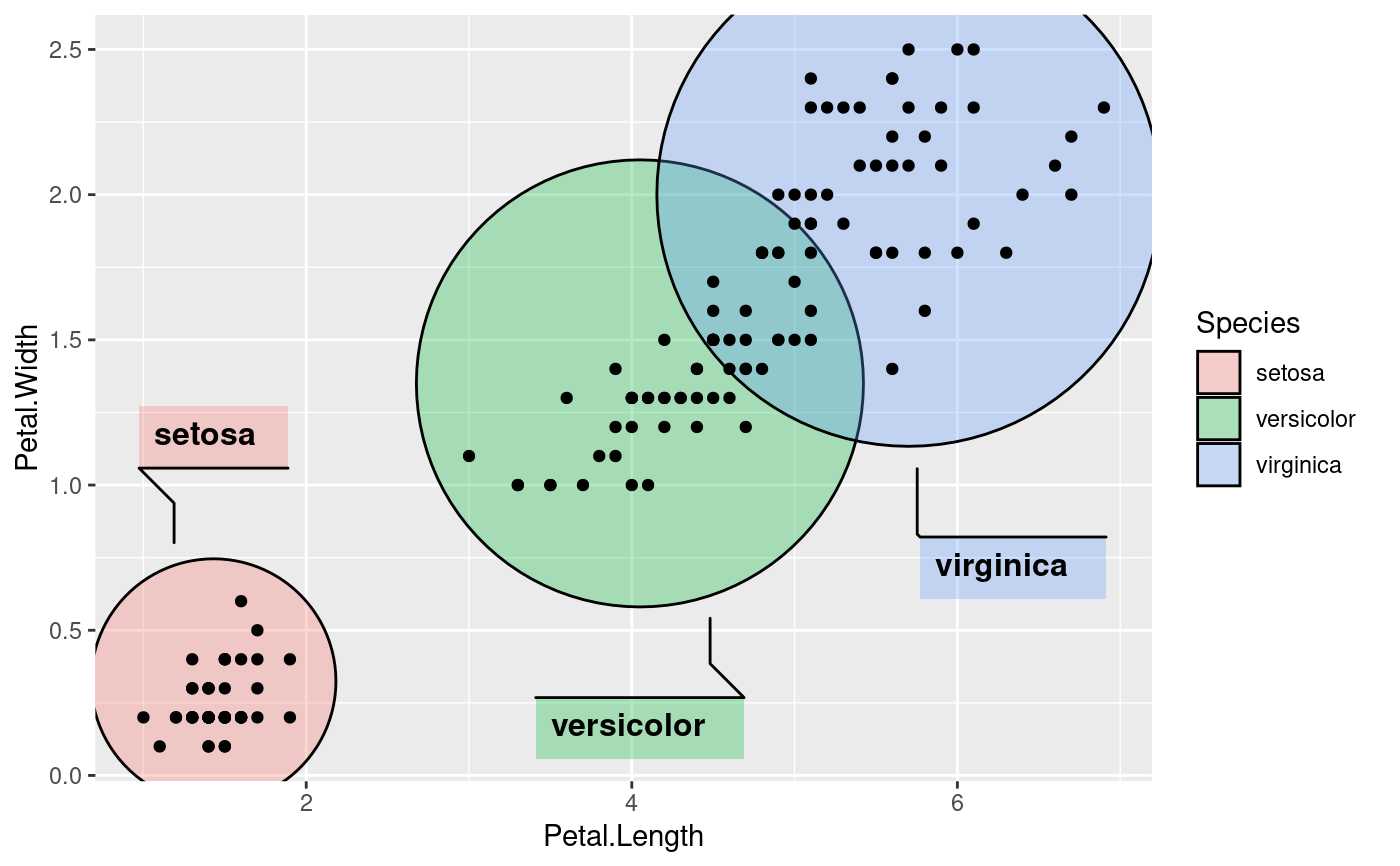 2.5
2.0
1.5
1.0
0.5
0.0
2
4
6
Petal.Width
Petal.Length
setosa
versicolor
virginica
Species
setosa
versicolor
virginica